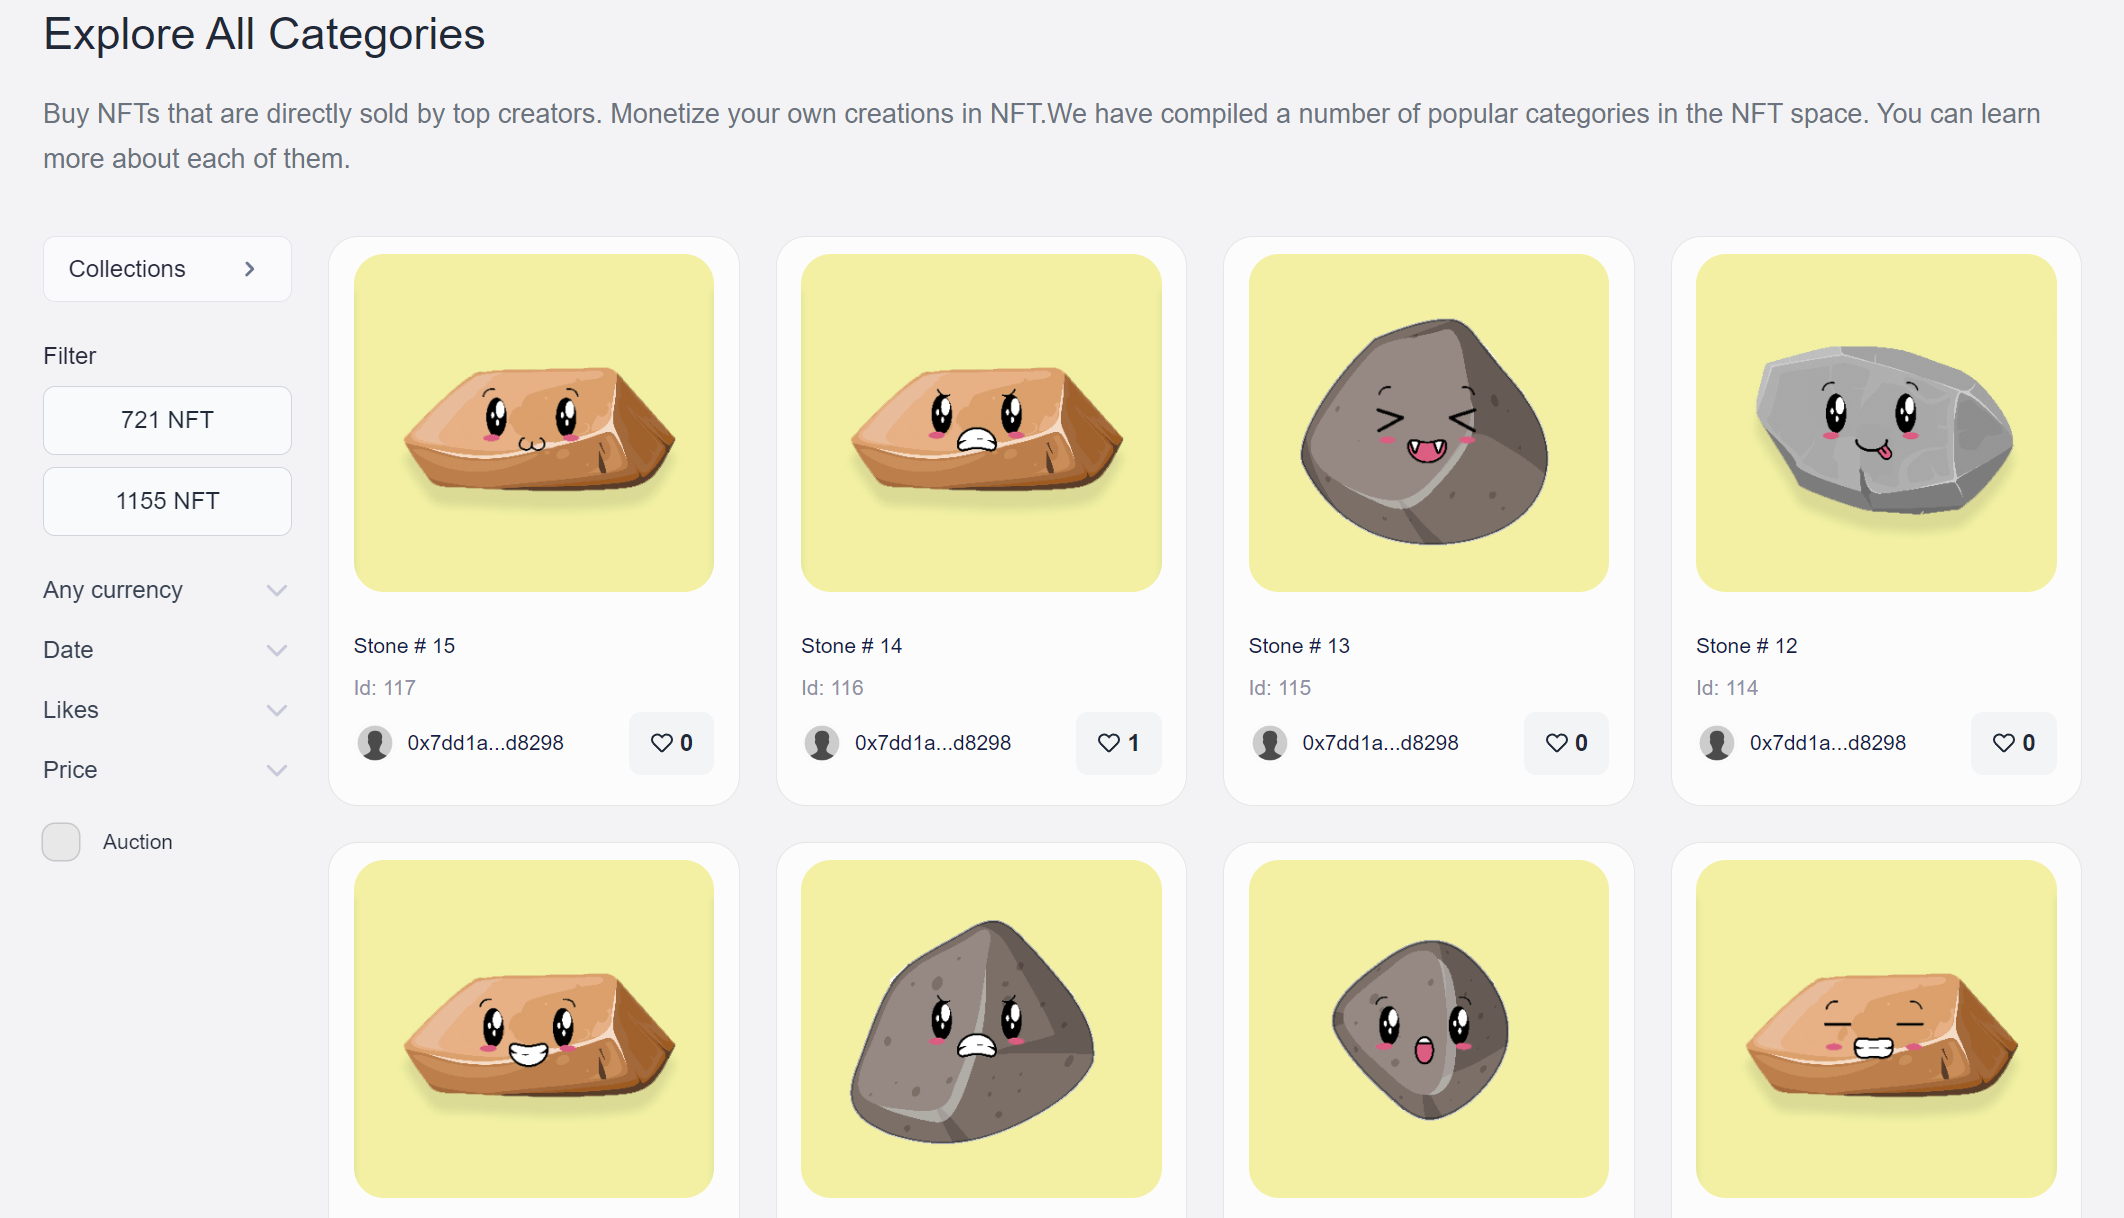 Explore All Categories
Buy NFTs that are directly sold by top creators. Monetize your own creations in NFT.We have compiled a number of popular categories in the NFT space. You can learn
more about each of them.
Collections
Filter
721 NFT
1155 NFT
Any currency
Date
Likes
Price
Auction
Stone # 15
Id: 117
0x7dd1a...d8298
0
Stone # 14
Id: 116
0x7dd1a...d8298
1
Stone # 13
Id: 115
0x7dd1a...d8298
0
Stone # 12
Id: 114
0x7dd1a...d8298
0